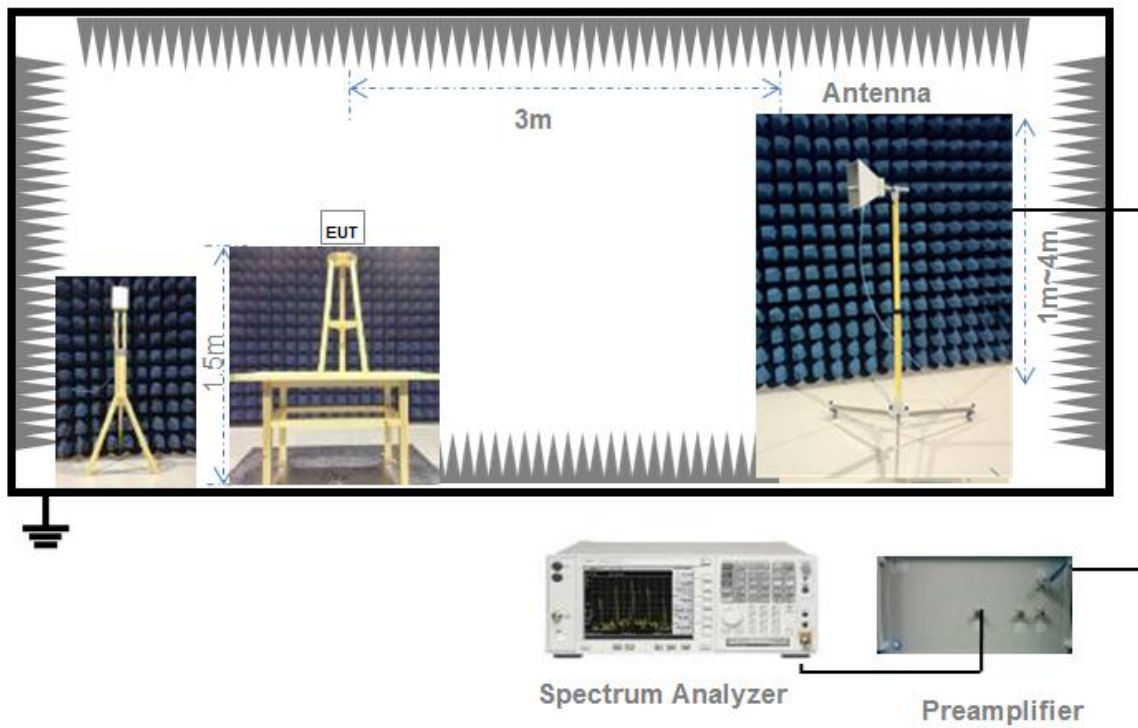 Antenna
3m
EUT
1.5m
1m~4m
Spectrum Analyzer
Preamplifier